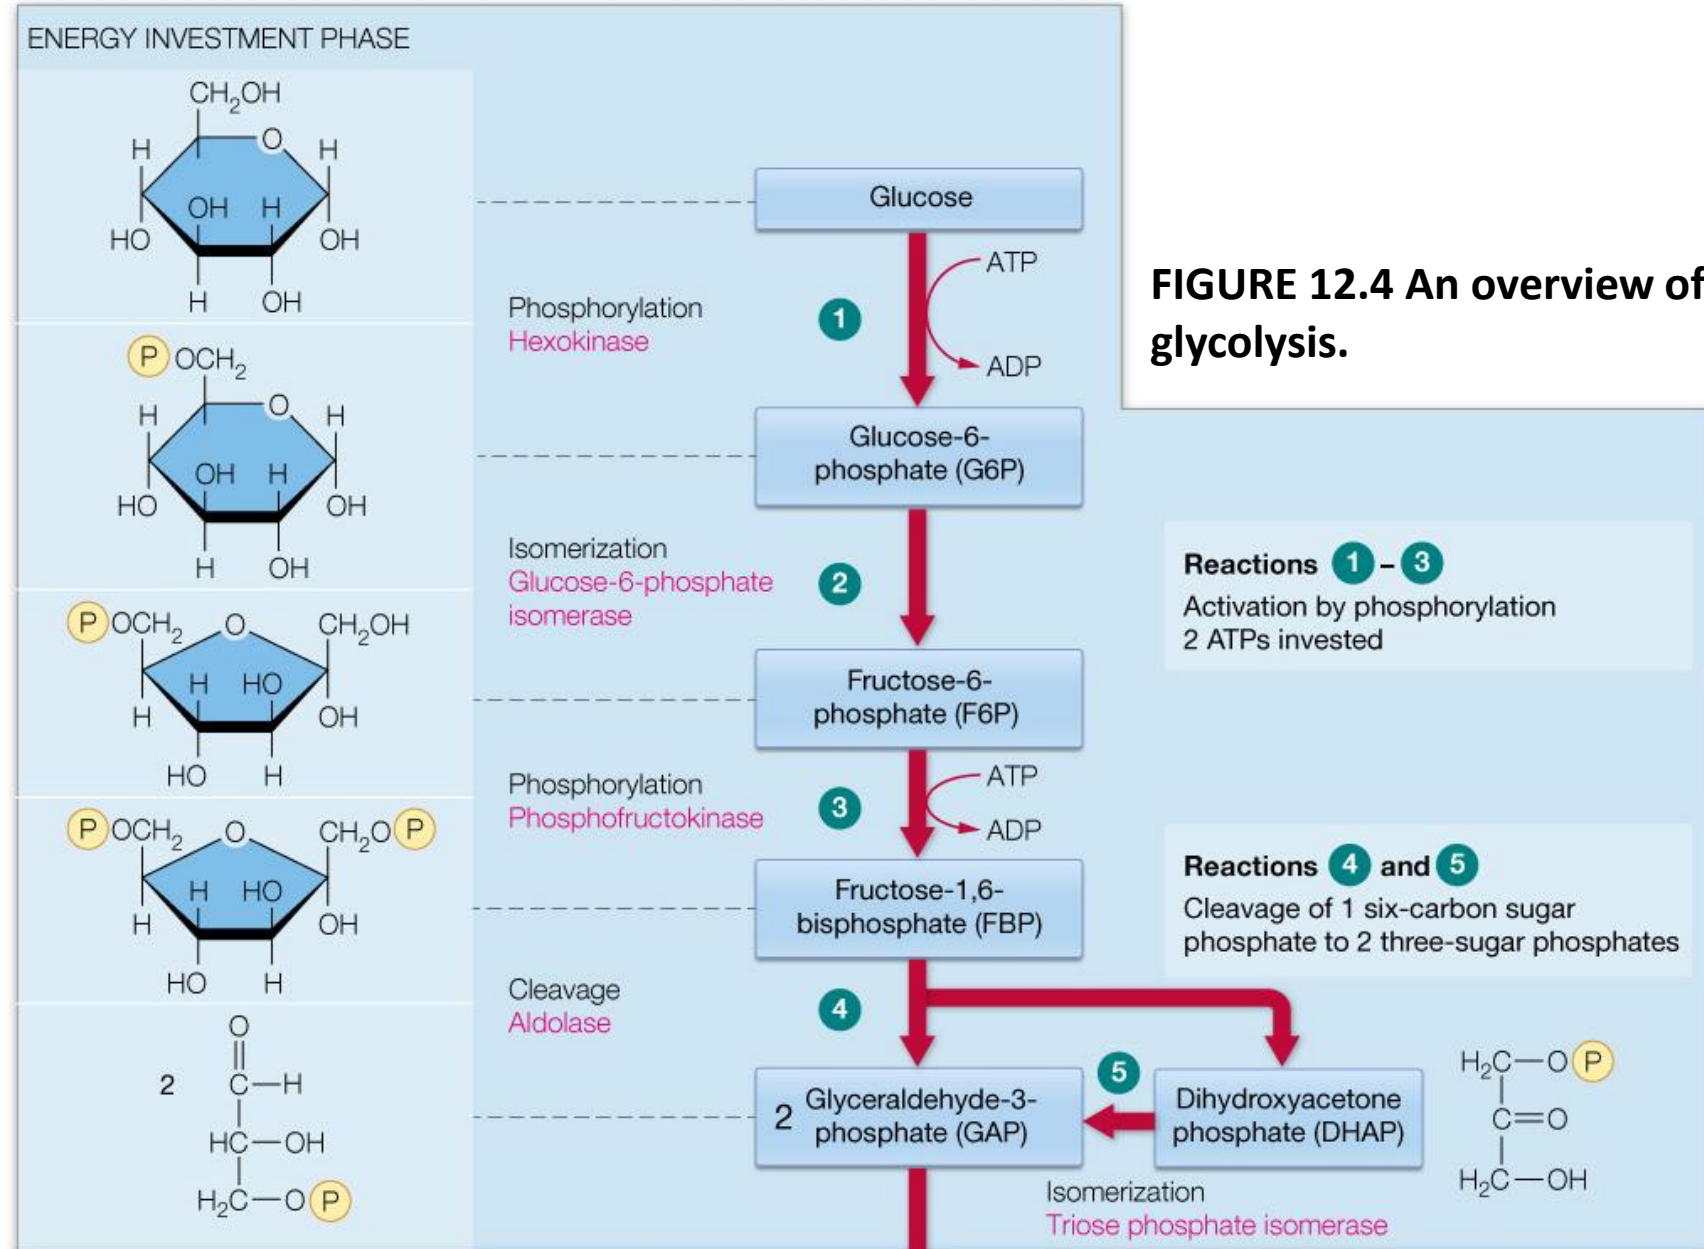 ENERGY INVESTMENT PHASE
CH2OH
O
H
H
OH H
HO
OH
H
OH
Glucose
ATP
Phosphorylation
Hexokinase
1
ADP
FIGURE 12.4 An overview of
glycolysis.
P OCH2
O
H
H
OH H
HO
OH
H
OH
Glucose-6-
phosphate (G6P)
Isomerization
Glucose-6-phosphate
isomerase
2
Reactions 1 – 3
Activation by phosphorylation
2 ATPs invested
P OCH2
O
CH2OH
H HO
H
OH
HO
H
Fructose-6-
phosphate (F6P)
Phosphorylation
Phosphofructokinase
3
ATP
ADP
P OCH2
O
CH2O P
H HO
H
OH
HO
H
Fructose-1,6-
bisphosphate (FBP)
Reactions 4 and 5
Cleavage of 1 six-carbon sugar
phosphate to 2 three-sugar phosphates
Cleavage
Aldolase
4
O
2
C—H
HC—OH
H2C—O P
2 Glyceraldehyde-3-
phosphate (GAP)
5
Dihydroxyacetone
phosphate (DHAP)
H2C—O P
C=O
H2C—OH
Isomerization
Triose phosphate isomerase